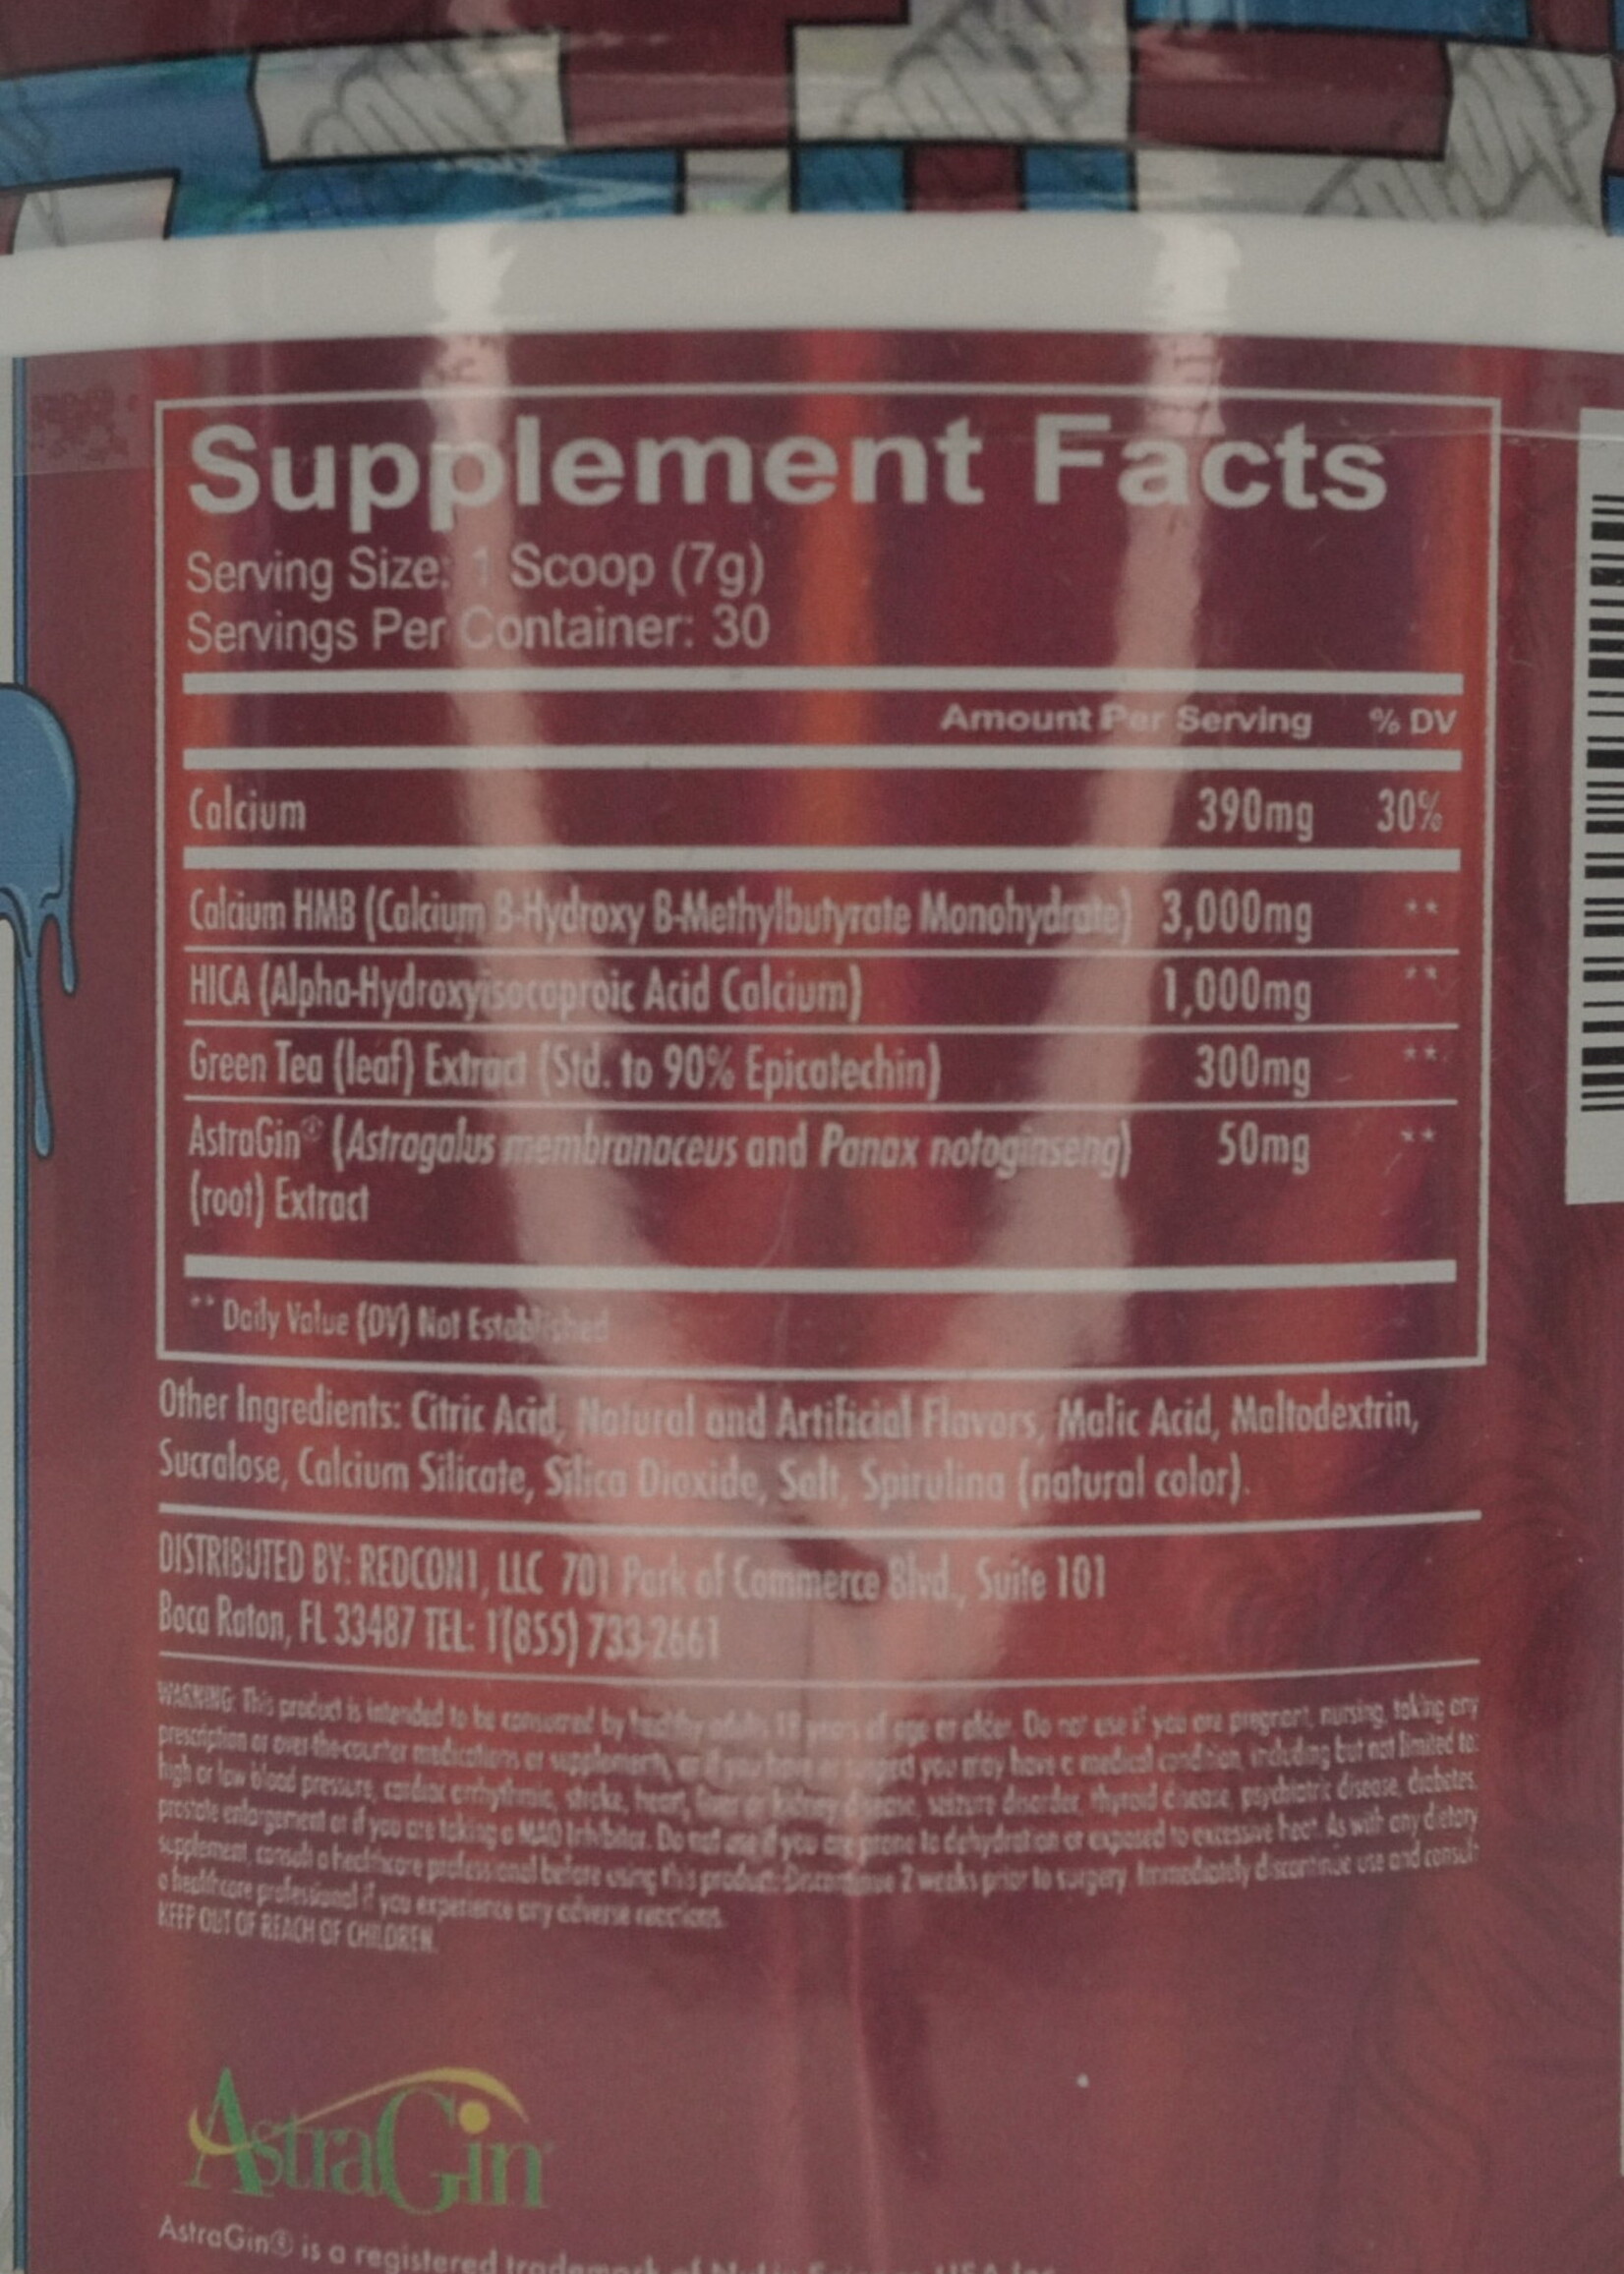 Supplement Facts
Serving Size: 1 Scoop (7g)
Servings Per Container: 30
Amount Per Serving % DV
Calcium 390mg 30%
Calcium HMB (Calcium B-Hydroxy B-Methylbutyrate Monohydrate) 3,000mg **
HICA (Alpha-Hydroxyisocaproic Acid Calcium) 1,000mg **
Green Tea (leaf) Extract (Std. to 90% Epicatechin) 300mg **
AstraGin® (Astragalus membranaceus and Panax notoginseng) 50mg **
(root) Extract
** Daily Value (DV) Not Established
Other Ingredients: Citric Acid, Natural and Artificial Flavors, Malic Acid, Maltodextrin,
Sucralose, Calcium Silicate, Silica Dioxide, Salt, Spirulina (natural color).
DISTRIBUTED BY: REDCON1, LLC 701 Park of Commerce Blvd., Suite 101
Boca Raton, FL 33487 TEL: 1(855) 733-2661
WARNING: This product is intended to be consumed by healthy adults 18 years of age or older. Do not use if you are pregnant, nursing, taking any
prescription or over-the-counter medications or supplements, or if you have or suspect you may have a medical condition, including but not limited to:
high or low blood pressure, cardiac arrhythmia, stroke, heart, liver or kidney disease, seizure disorder, thyroid disease, psychiatric disease, diabetes,
prostate enlargement or if you are taking a MAO Inhibitor. Do not use if you are prone to dehydration or exposed to excessive heat. As with any dietary
supplement, consult a healthcare professional before using this product. Discontinue 2 weeks prior to surgery. Immediately discontinue use and consult
a healthcare professional if you experience any adverse reactions.
KEEP OUT OF REACH OF CHILDREN.
AstraGin
AstraGin® is a registered trademark of